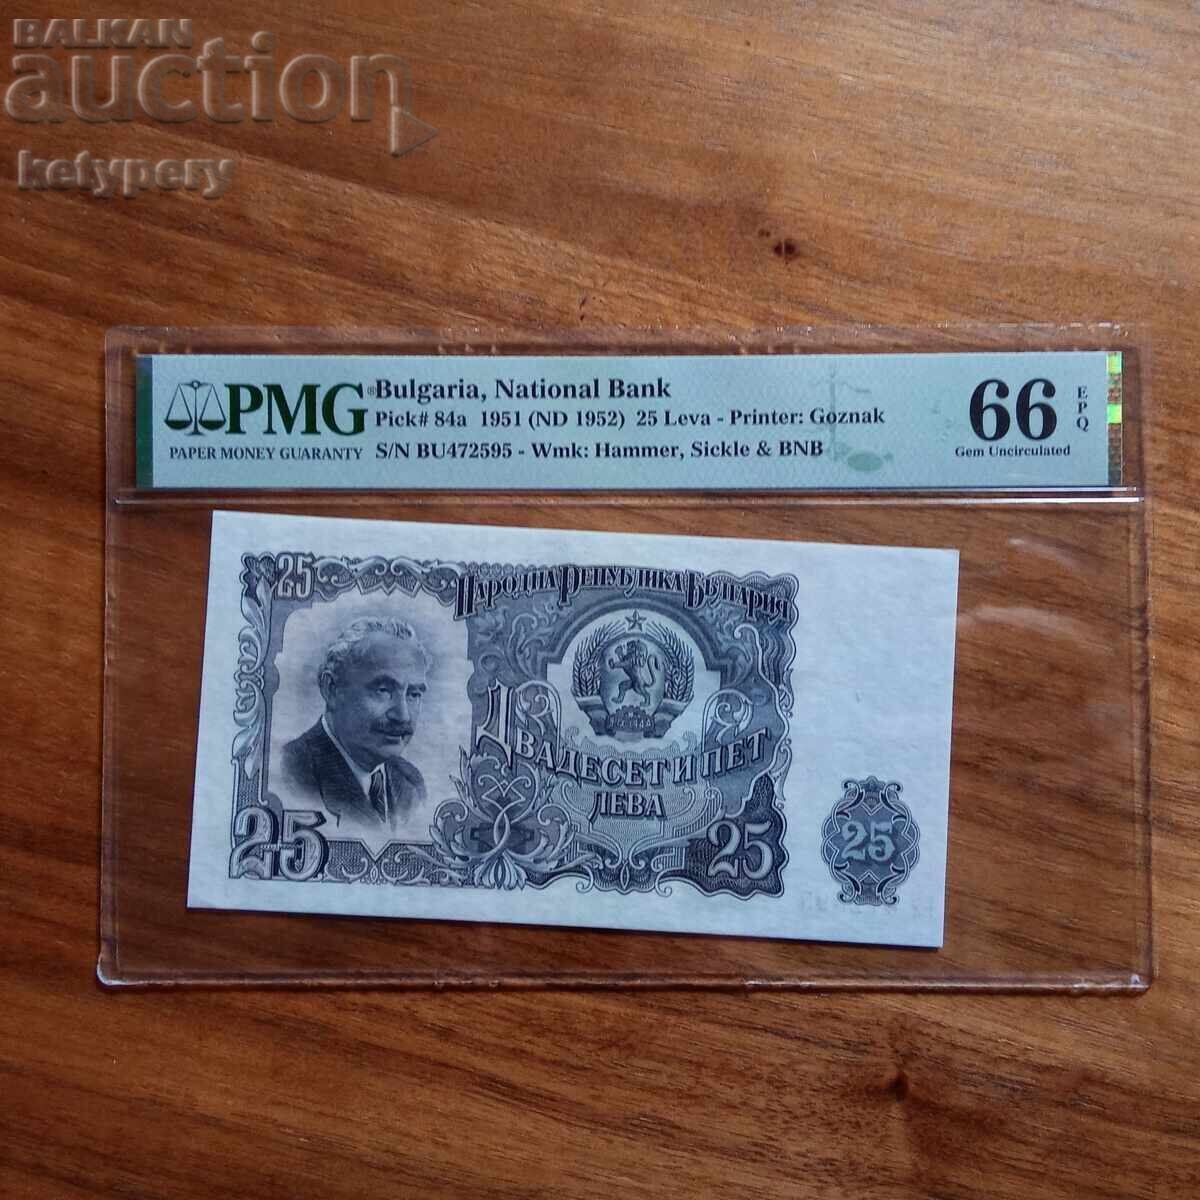 BALKAN
auction
ketypery
PMG®
PAPER MONEY GUARANTY
Bulgaria, National Bank
Pick# 84a 1951 (ND 1952) 25 Leva - Printer: Goznak
S/N BU472595 - Wmk: Hammer, Sickle & BNB
66 EPQ
Gem Uncirculated
25
Народна Република България
Двадесет и пет
лева
25
25
25